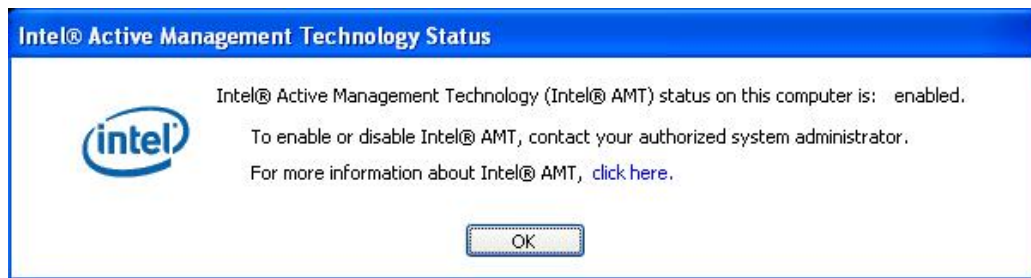 Intel® Active Management Technology Status
Intel® Active Management Technology (Intel® AMT) status on this computer is: enabled.
To enable or disable Intel® AMT, contact your authorized system administrator.
intel
For more information about Intel® AMT, click here.
OK